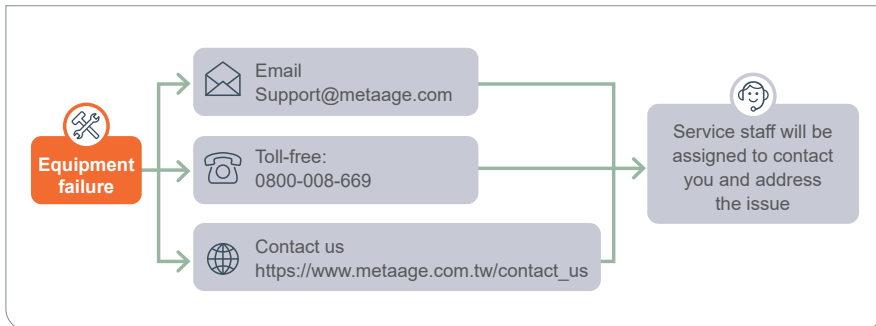 Equipment
failure
Email
Support@metaage.com
Toll-free:
0800-008-669
Contact us
https://www.metaage.com.tw/contact_us
Service staff will be
assigned to contact
you and address
the issue